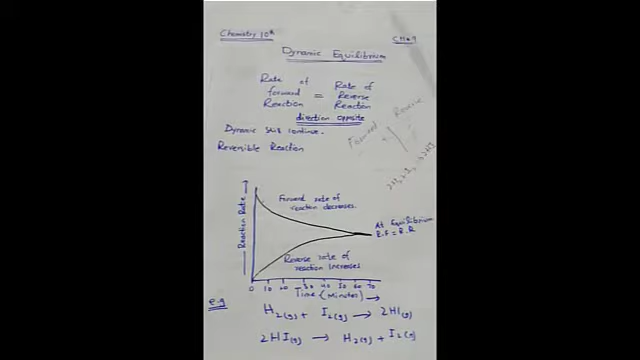 Chemistry 10th
CH# 9
Dynamic Equilibrium
Rate of forward Reaction = Rate of Reverse Reaction
direction opposite
Dynamic still continue.
Reversible Reaction
Forward
Reverse
Reaction Rate
Forward rate of
reaction decreases
At Equilibrium
R.F = R.R
Reverse rate of
reaction increases
0 10 20 30 40 50 60 70
Time (minutes)
e.g
H2(g) + I2(g) → 2HI(g)
2HI(g) → H2(g) + I2(g)